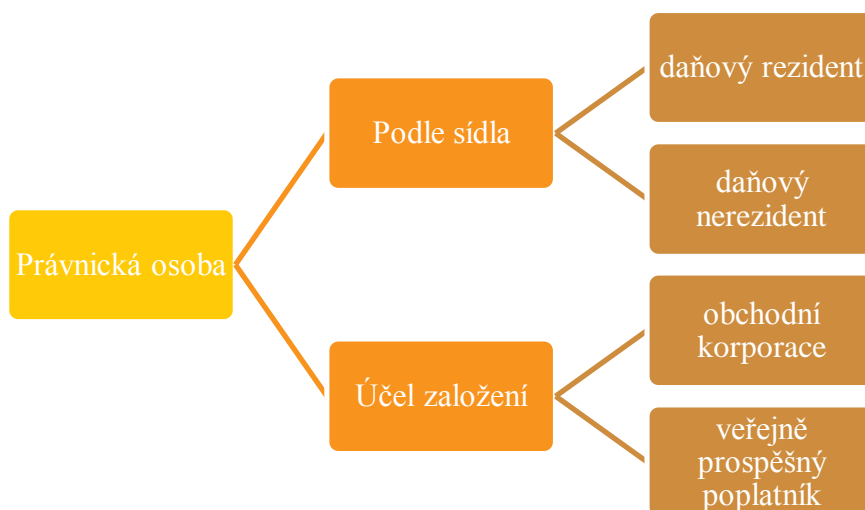 Právnická osoba
Podle sídla
daňový rezident
daňový
nerezident
Účel založení
obchodní
korporace
veřejně
prospěšný
poplatník